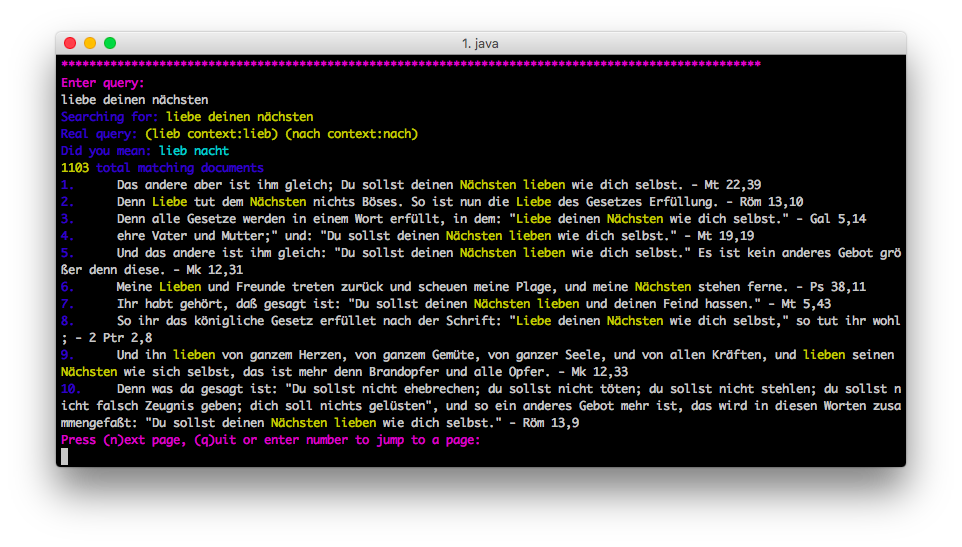 1. java
****************************************************************************************************
Enter query:
liebe deinen nächsten
Searching for: liebe deinen nächsten
Real query: (lieb context:lieb) (nach context:nach)
Did you mean: lieb nacht
1103 total matching documents
1. Das andere aber ist ihm gleich; Du sollst deinen Nächsten lieben wie dich selbst. - Mt 22,39
2. Denn Liebe tut dem Nächsten nichts Böses. So ist nun die Liebe des Gesetzes Erfüllung. - Röm 13,10
3. Denn alle Gesetze werden in einem Wort erfüllt, in dem: "Liebe deinen Nächsten wie dich selbst." - Gal 5,14
4. ehre Vater und Mutter;" und: "Du sollst deinen Nächsten lieben wie dich selbst." - Mt 19,19
5. Und das andere ist ihm gleich: "Du sollst deinen Nächsten lieben wie dich selbst." Es ist kein anderes Gebot grö
ßer denn diese. - Mk 12,31
6. Meine Lieben und Freunde treten zurück und scheuen meine Plage, und meine Nächsten stehen ferne. - Ps 38,11
7. Ihr habt gehört, daß gesagt ist: "Du sollst deinen Nächsten lieben und deinen Feind hassen." - Mt 5,43
8. So ihr das königliche Gesetz erfüllet nach der Schrift: "Liebe deinen Nächsten wie dich selbst," so tut ihr wohl
; - 2 Ptr 2,8
9. Und ihn lieben von ganzem Herzen, von ganzem Gemüte, von ganzer Seele, und von allen Kräften, und lieben seinen
Nächsten wie sich selbst, das ist mehr denn Brandopfer und alle Opfer. - Mk 12,33
10. Denn was da gesagt ist: "Du sollst nicht ehebrechen; du sollst nicht töten; du sollst nicht stehlen; du sollst n
icht falsch Zeugnis geben; dich soll nichts gelüsten", und so ein anderes Gebot mehr ist, das wird in diesen Worten zusa
mmengefaßt: "Du sollst deinen Nächsten lieben wie dich selbst." - Röm 13,9
Press (n)ext page, (q)uit or enter number to jump to a page: